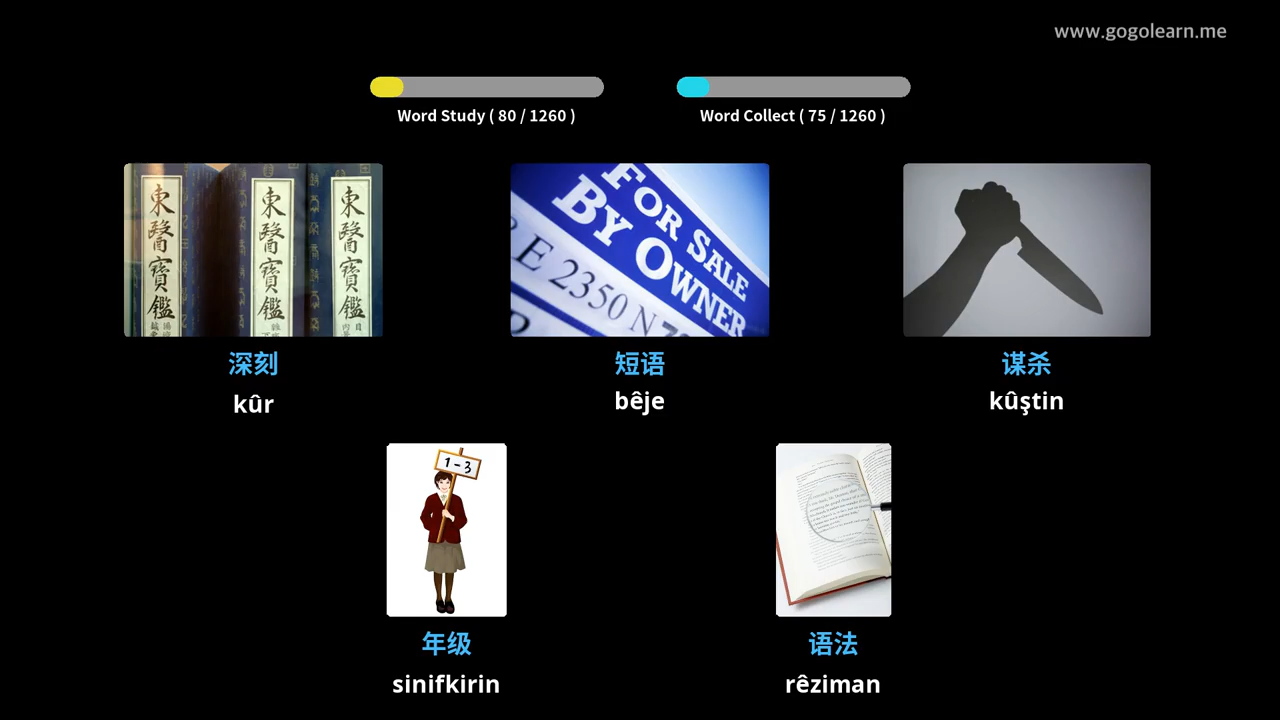 www.gogolearn.me
Word Study ( 80 / 1260 )
Word Collect ( 75 / 1260 )
東醫寶鑑
東醫寶鑑
東醫寶鑑
FOR SALE
BY OWNER
E 2350 N
深刻
短语
谋杀
kûr
bêje
kûştin
1-3
年级
语法
sinifkirin
rêziman